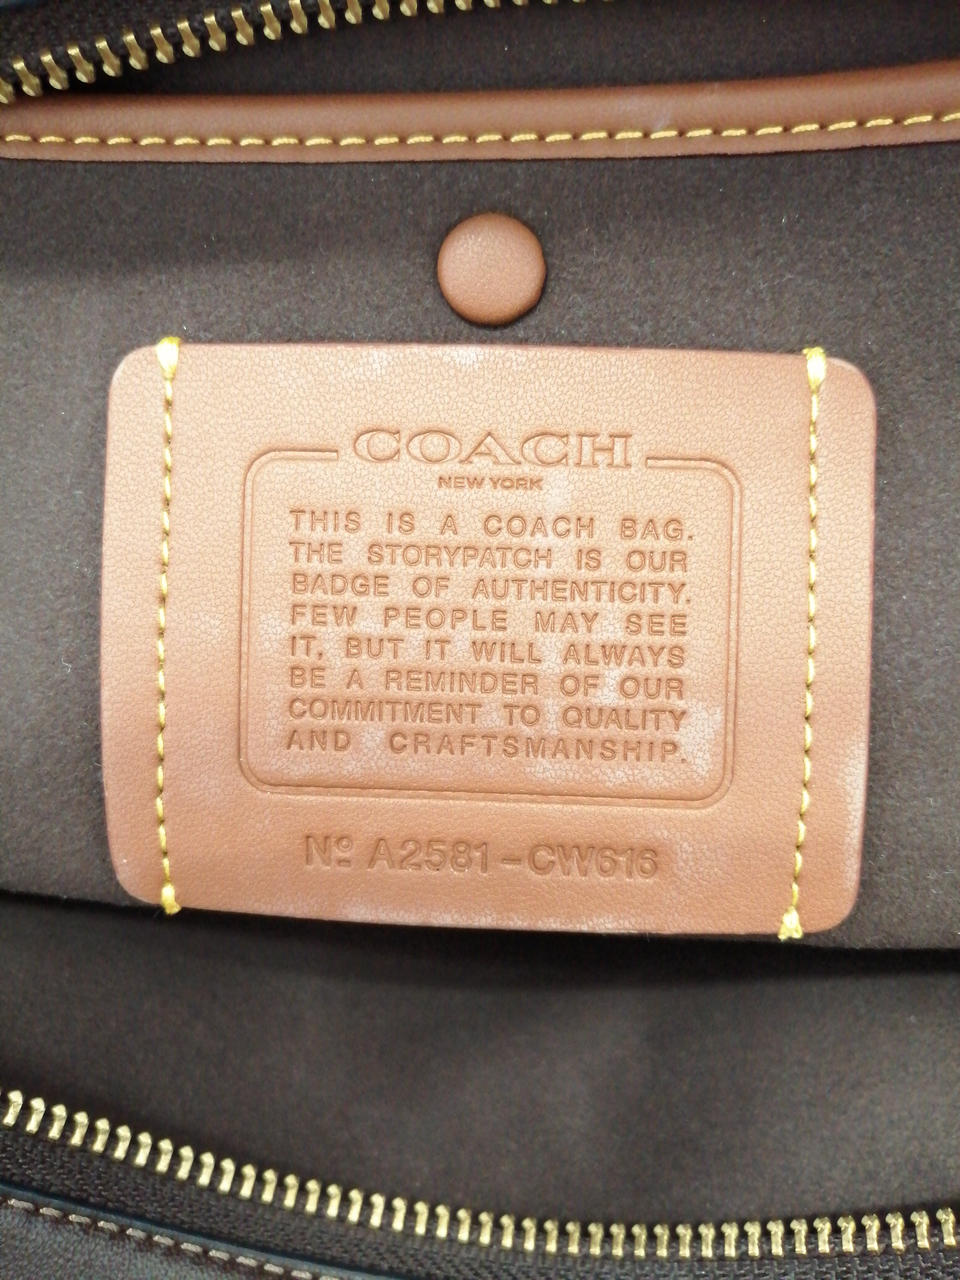 COACH
NEW YORK
THIS IS A COACH BAG.
THE STORYPATCH IS OUR
BADGE OF AUTHENTICITY.
FEW PEOPLE MAY SEE
IT, BUT IT WILL ALWAYS
BE A REMINDER OF OUR
COMMITMENT TO QUALITY
AND CRAFTSMANSHIP.
Nº A2581-CW616